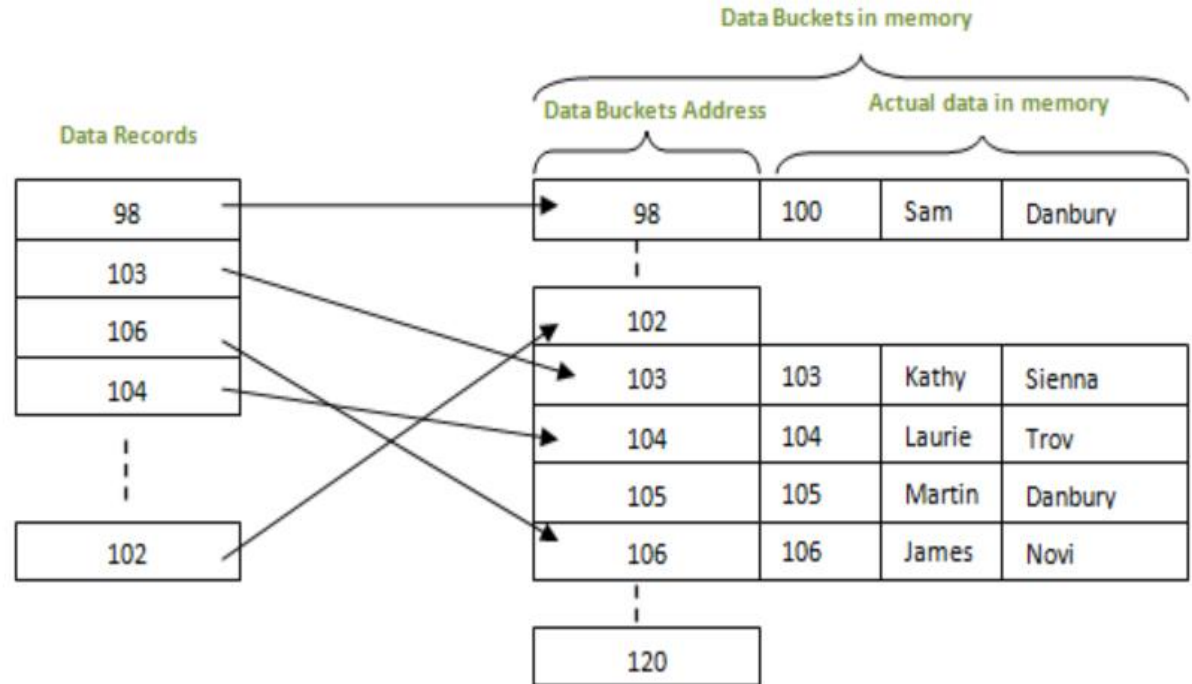 Data Buckets in memory
Data Buckets Address
Actual data in memory
Data Records
98
103
106
104
102
98 100 Sam Danbury
102
103 103 Kathy Sienna
104 104 Laurie Trov
105 105 Martin Danbury
106 106 James Novi
120